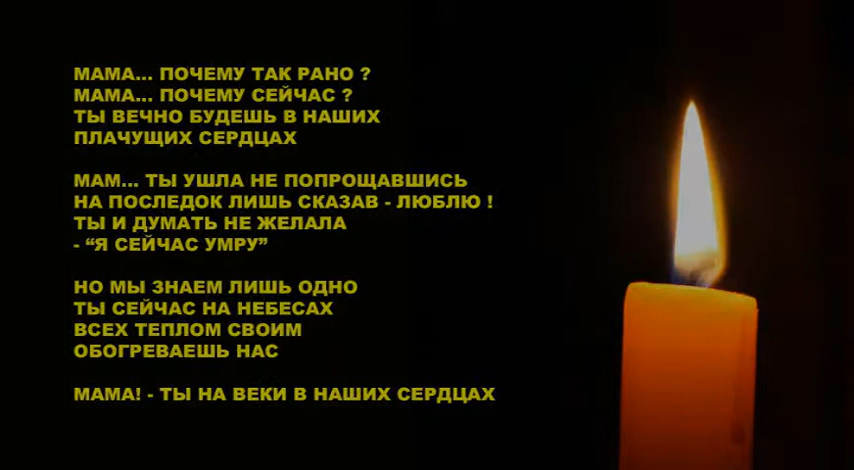 МАМА... ПОЧЕМУ ТАК РАНО ?
МАМА... ПОЧЕМУ СЕЙЧАС ?
ТЫ ВЕЧНО БУДЕШЬ В НАШИХ
ПЛАЧУЩИХ СЕРДЦАХ
МАМ... ТЫ УШЛА НЕ ПОПРОЩАВШИСЬ
НА ПОСЛЕДОК ЛИШЬ СКАЗАВ - ЛЮБЛЮ !
ТЫ И ДУМАТЬ НЕ ЖЕЛАЛА
- “Я СЕЙЧАС УМРУ”
НО МЫ ЗНАЕМ ЛИШЬ ОДНО
ТЫ СЕЙЧАС НА НЕБЕСАХ
ВСЕХ ТЕПЛОМ СВОИМ
ОБОГРЕВАЕШЬ НАС
МАМА! - ТЫ НА ВЕКИ В НАШИХ СЕРДЦАХ